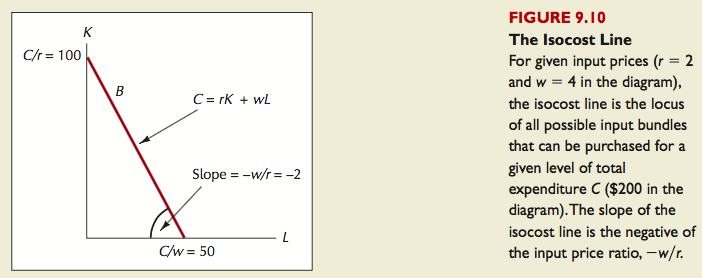 K
C/r = 100
B
C = rK + wL
Slope = –w/r = –2
L
C/w = 50
FIGURE 9.10
The Isocost Line
For given input prices (r = 2
and w = 4 in the diagram),
the isocost line is the locus
of all possible input bundles
that can be purchased for a
given level of total
expenditure C ($200 in the
diagram). The slope of the
isocost line is the negative of
the input price ratio, −w/r.